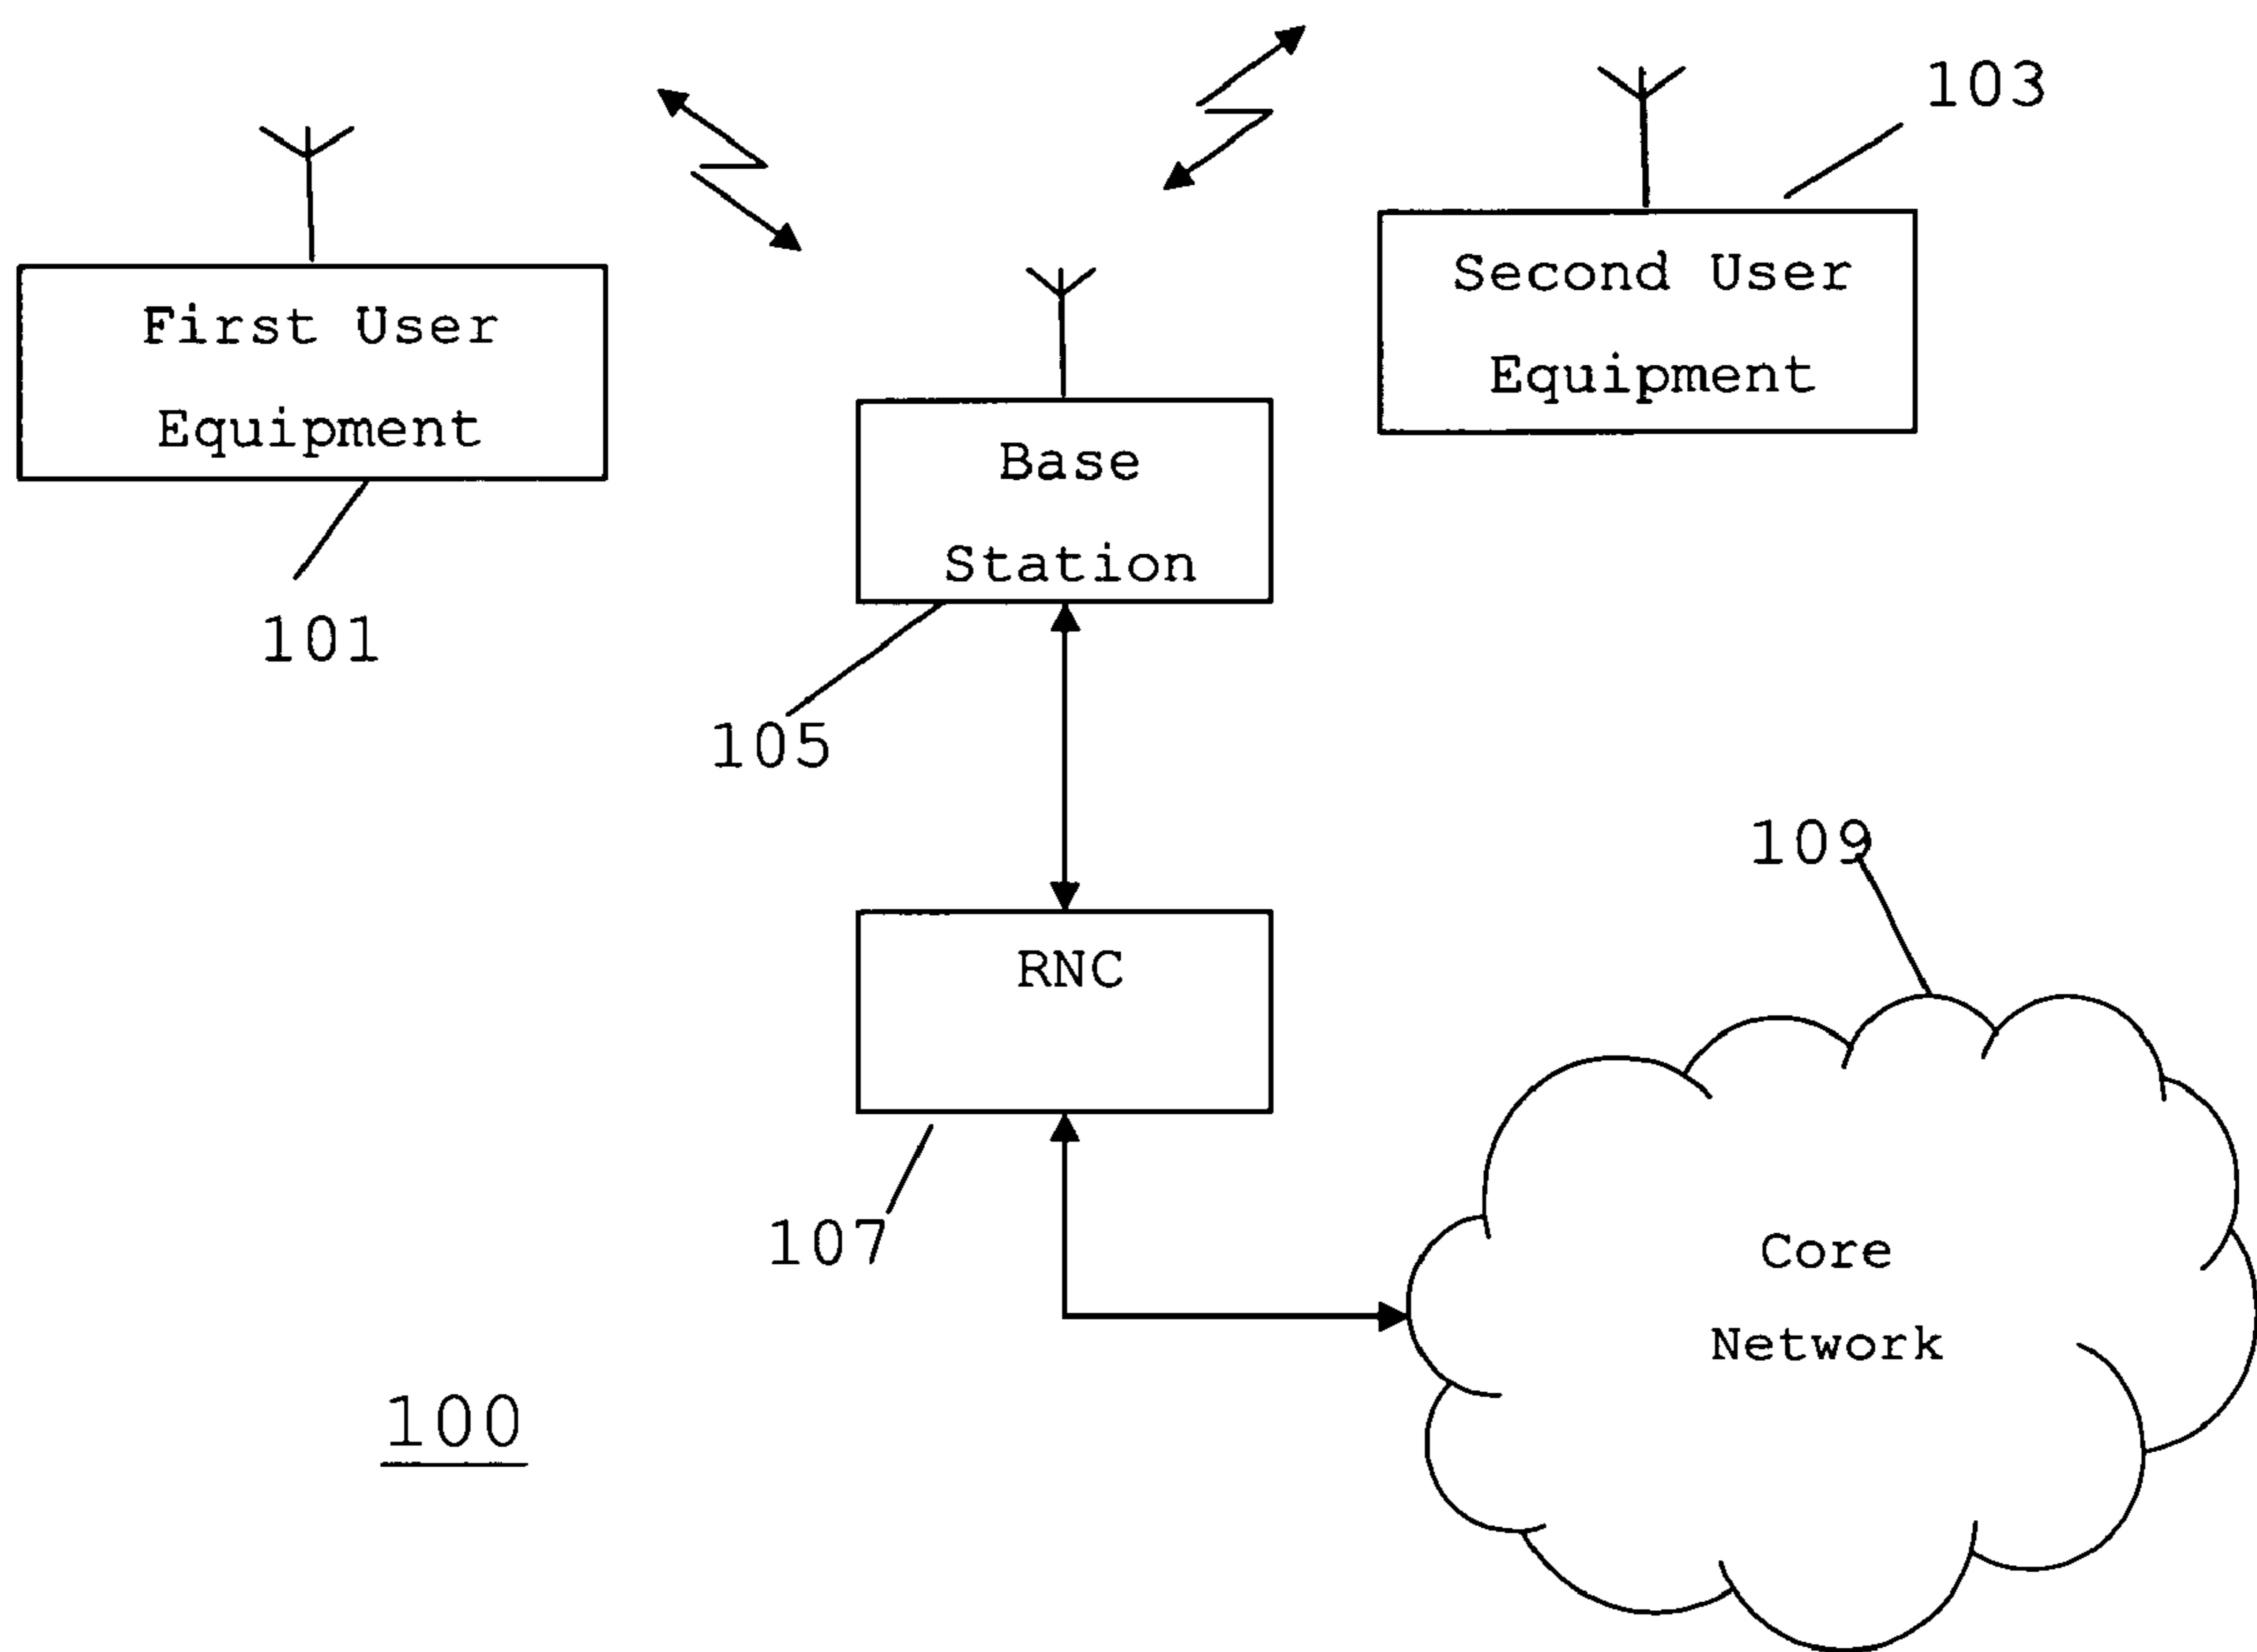 103
Second User
Equipment
First User
Equipment
101
Base
Station
105
RNC
107
109
Core
Network
100